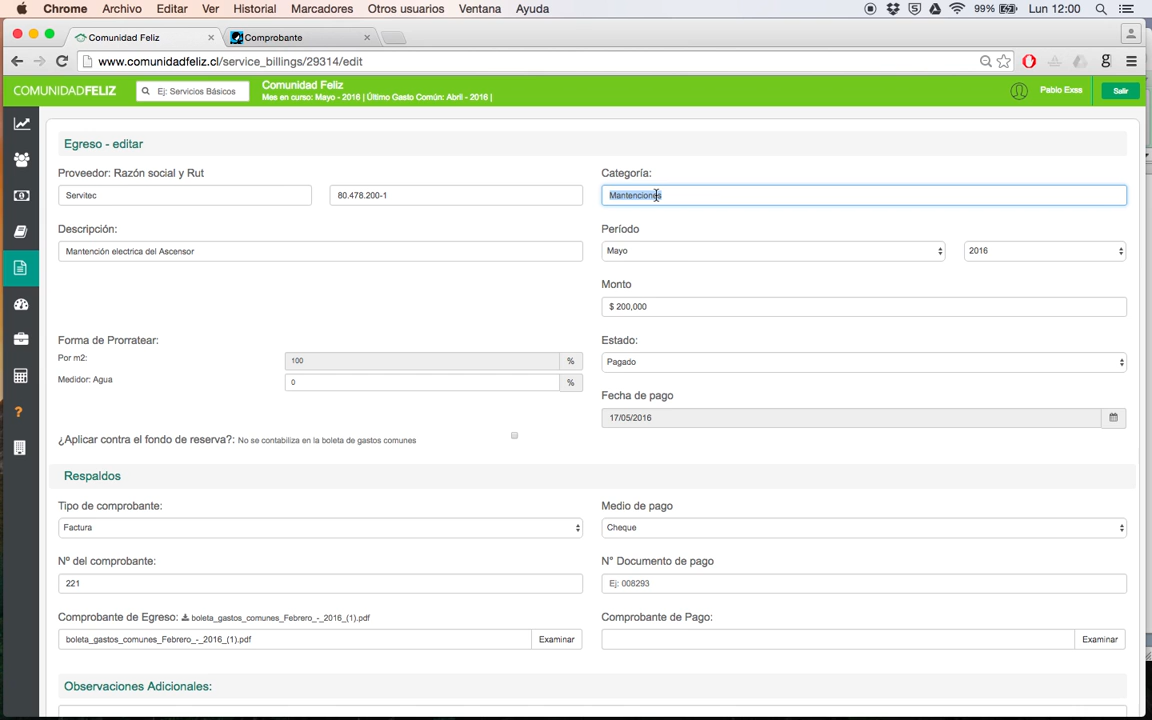 Chrome Archivo Editar Ver Historial Marcadores Otros usuarios Ventana Ayuda 99% Lun 12:00
Comunidad Feliz Comprobante
www.comunidadfeliz.cl/service_billings/29314/edit
COMUNIDADFELIZ Ej: Servicios Básicos Comunidad Feliz Pablo Exss Salir
Mes en curso: Mayo - 2016 | Último Gasto Común: Abril - 2016 |
Egreso - editar
Proveedor: Razón social y Rut Categoría:
Servitec 80.478.200-1 Mantenciones
Descripción: Período
Mantención electrica del Ascensor Mayo 2016
Monto
$ 200,000
Forma de Prorratear: Estado:
Por m2: 100 % Pagado
Medidor: Agua 0 %
Fecha de pago
17/05/2016
¿Aplicar contra el fondo de reserva?: No se contabiliza en la boleta de gastos comunes
Respaldos
Tipo de comprobante: Medio de pago
Factura Cheque
Nº del comprobante: N° Documento de pago
221 Ej: 008293
Comprobante de Egreso: boleta_gastos_comunes_Febrero_-_2016_(1).pdf Comprobante de Pago:
boleta_gastos_comunes_Febrero_-_2016_(1).pdf Examinar Examinar
Observaciones Adicionales: